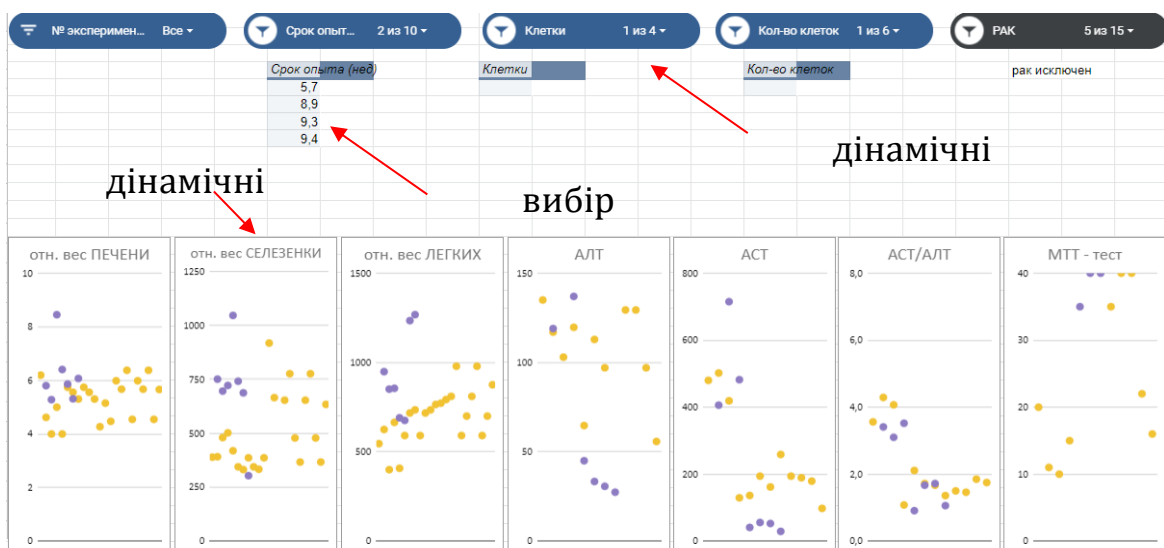 № эксперимен... Все
Срок опыт... 2 из 10
Клетки 1 из 4
Кол-во клеток 1 из 6
РАК 5 из 15
Срок опыта (нед)
Клетки
Кол-во клеток
рак исключен
5,7
8,9
9,3
9,4
дінамічні
дінамічні
вибір
отн. вес ПЕЧЕНИ
10
8
6
4
2
0
отн. вес СЕЛЕЗЕНКИ
1250
1000
750
500
250
0
отн. вес ЛЕГКИХ
1500
1000
500
0
АЛТ
150
100
50
0
АСТ
800
600
400
200
0
АСТ/АЛТ
8,0
6,0
4,0
2,0
0,0
МТТ - тест
40
30
20
10
0